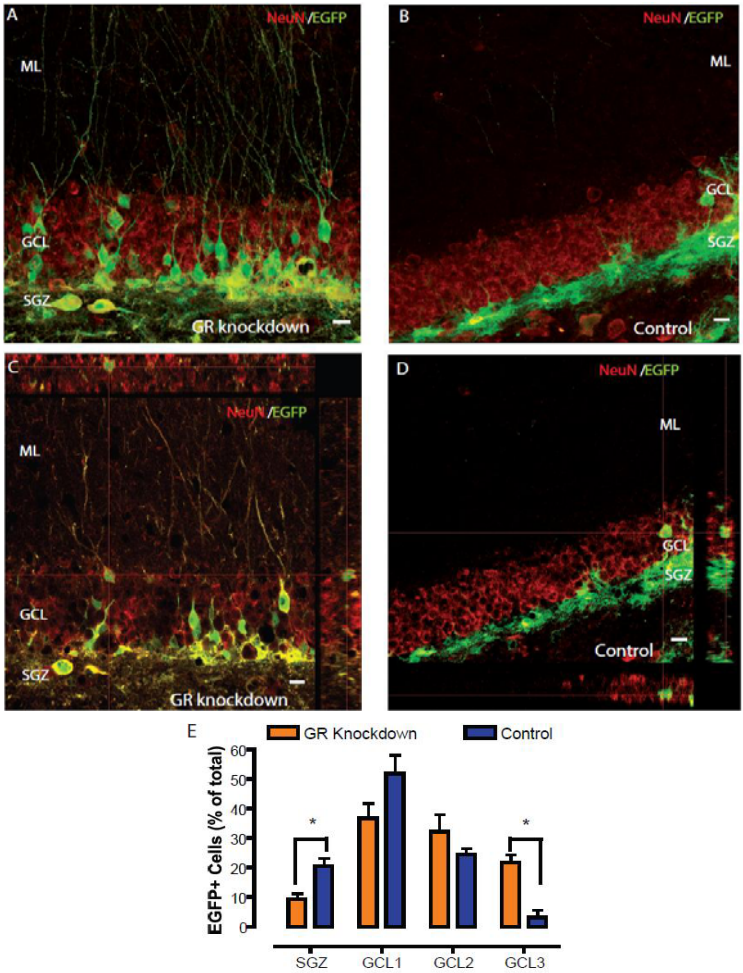 A
NeuN /EGFP
ML
GCL
SGZ
GR knockdown
B
NeuN /EGFP
ML
GCL
SGZ
Control
C
NeuN /EGFP
ML
GCL
SGZ
GR knockdown
D
NeuN /EGFP
ML
GCL
SGZ
Control
E
GR Knockdown
Control
EGFP+ Cells (% of total)
60
50
40
30
20
10
0
*
*
SGZ
GCL1
GCL2
GCL3